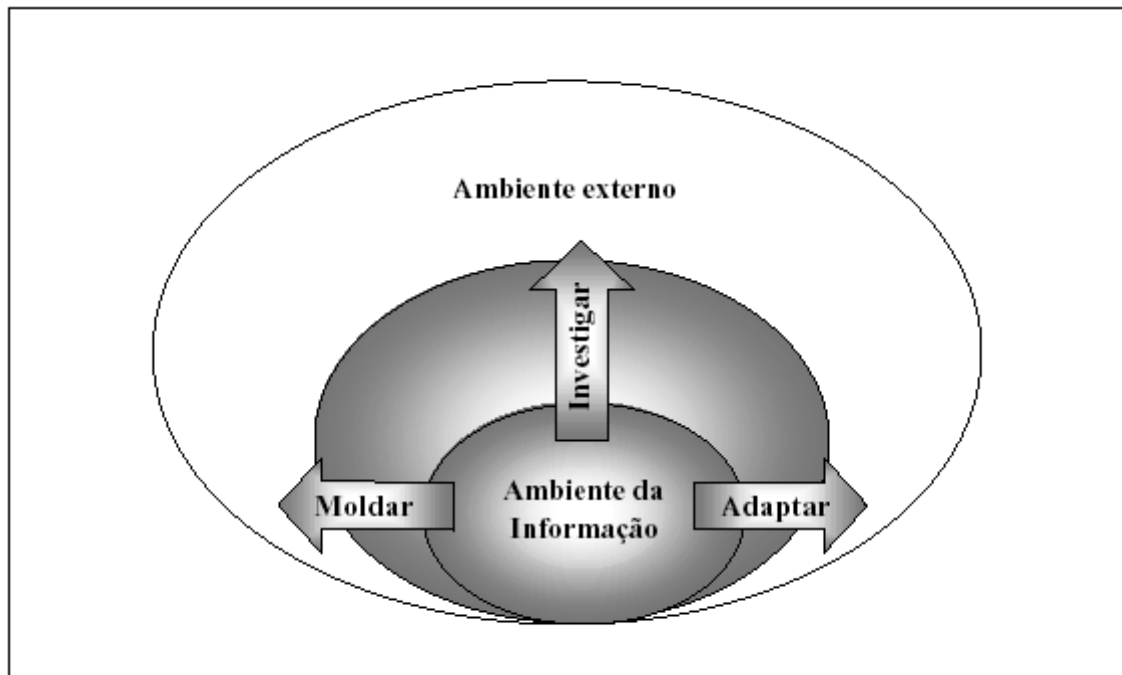 Ambiente externo
Investigar
Moldar
Ambiente da
Informação
Adaptar